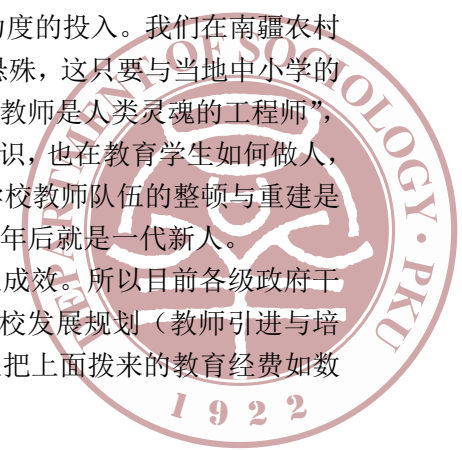 力度的投入。我们在南疆农村
悬殊，这只要与当地中小学的
教师是人类灵魂的工程师”，
识，也在教育学生如何做人，
学校教师队伍的整顿与重建是
年后就是一代新人。
成效。所以目前各级政府干
校发展规划（教师引进与培
把上面拨来的教育经费如数
DEPARTMENT OF SOCIOLOGY · PKU
1922